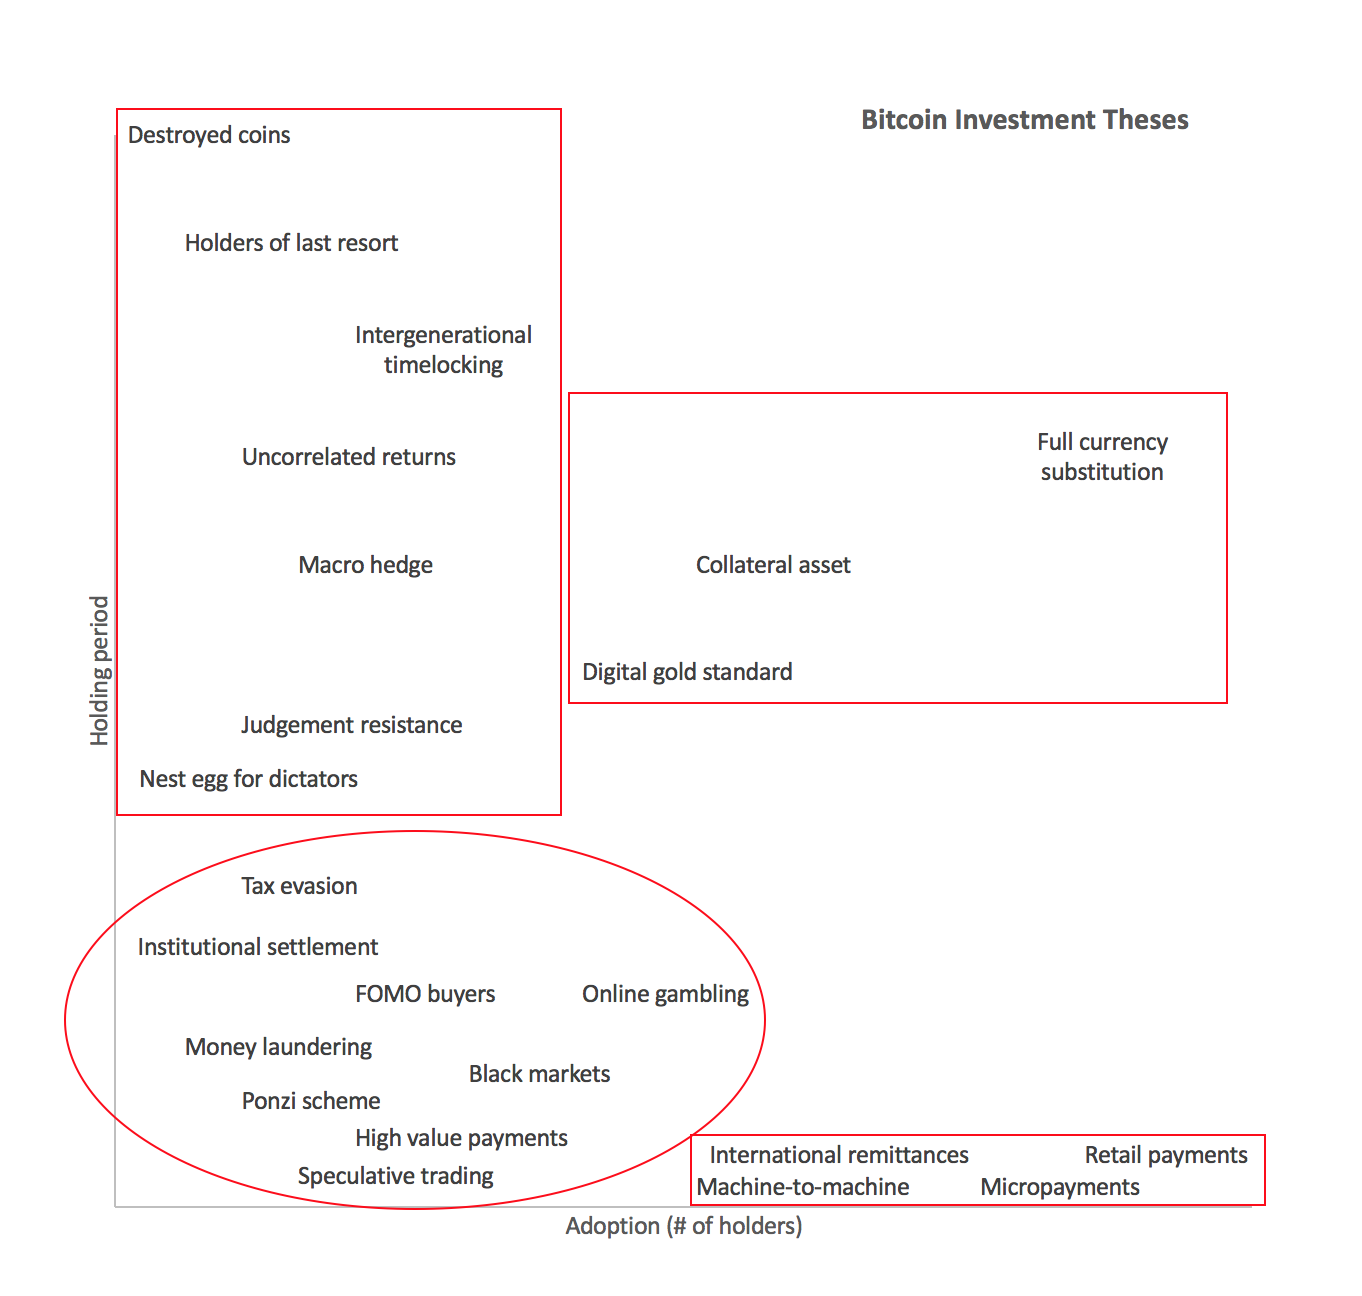 Bitcoin Investment Theses
Destroyed coins
Holders of last resort
Intergenerational
timelocking
Uncorrelated returns
Full currency
substitution
Macro hedge
Collateral asset
Digital gold standard
Holding period
Judgement resistance
Nest egg for dictators
Tax evasion
Institutional settlement
FOMO buyers
Online gambling
Money laundering
Black markets
Ponzi scheme
High value payments
Speculative trading
International remittances
Retail payments
Machine-to-machine
Micropayments
Adoption (# of holders)